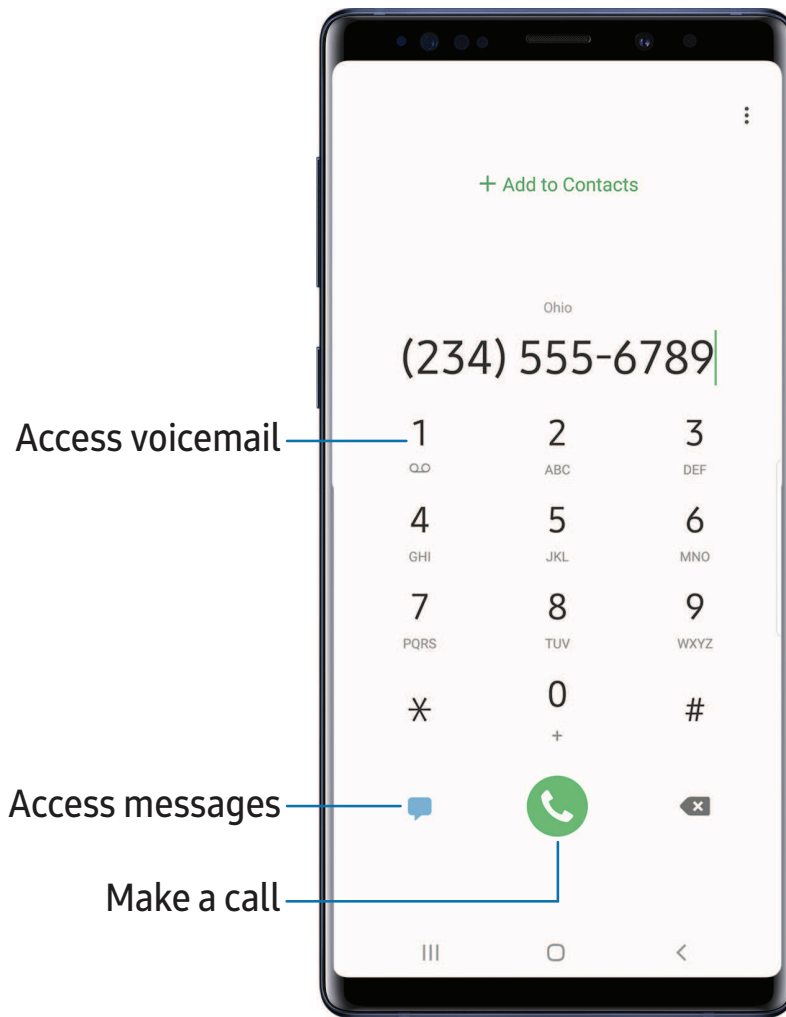 + Add to Contacts
Ohio
(234) 555-6789
Access voicemail
1 2 3
ABC DEF
4 5 6
GHI JKL MNO
7 8 9
PQRS TUV WXYZ
* 0 #
+
Access messages
Make a call